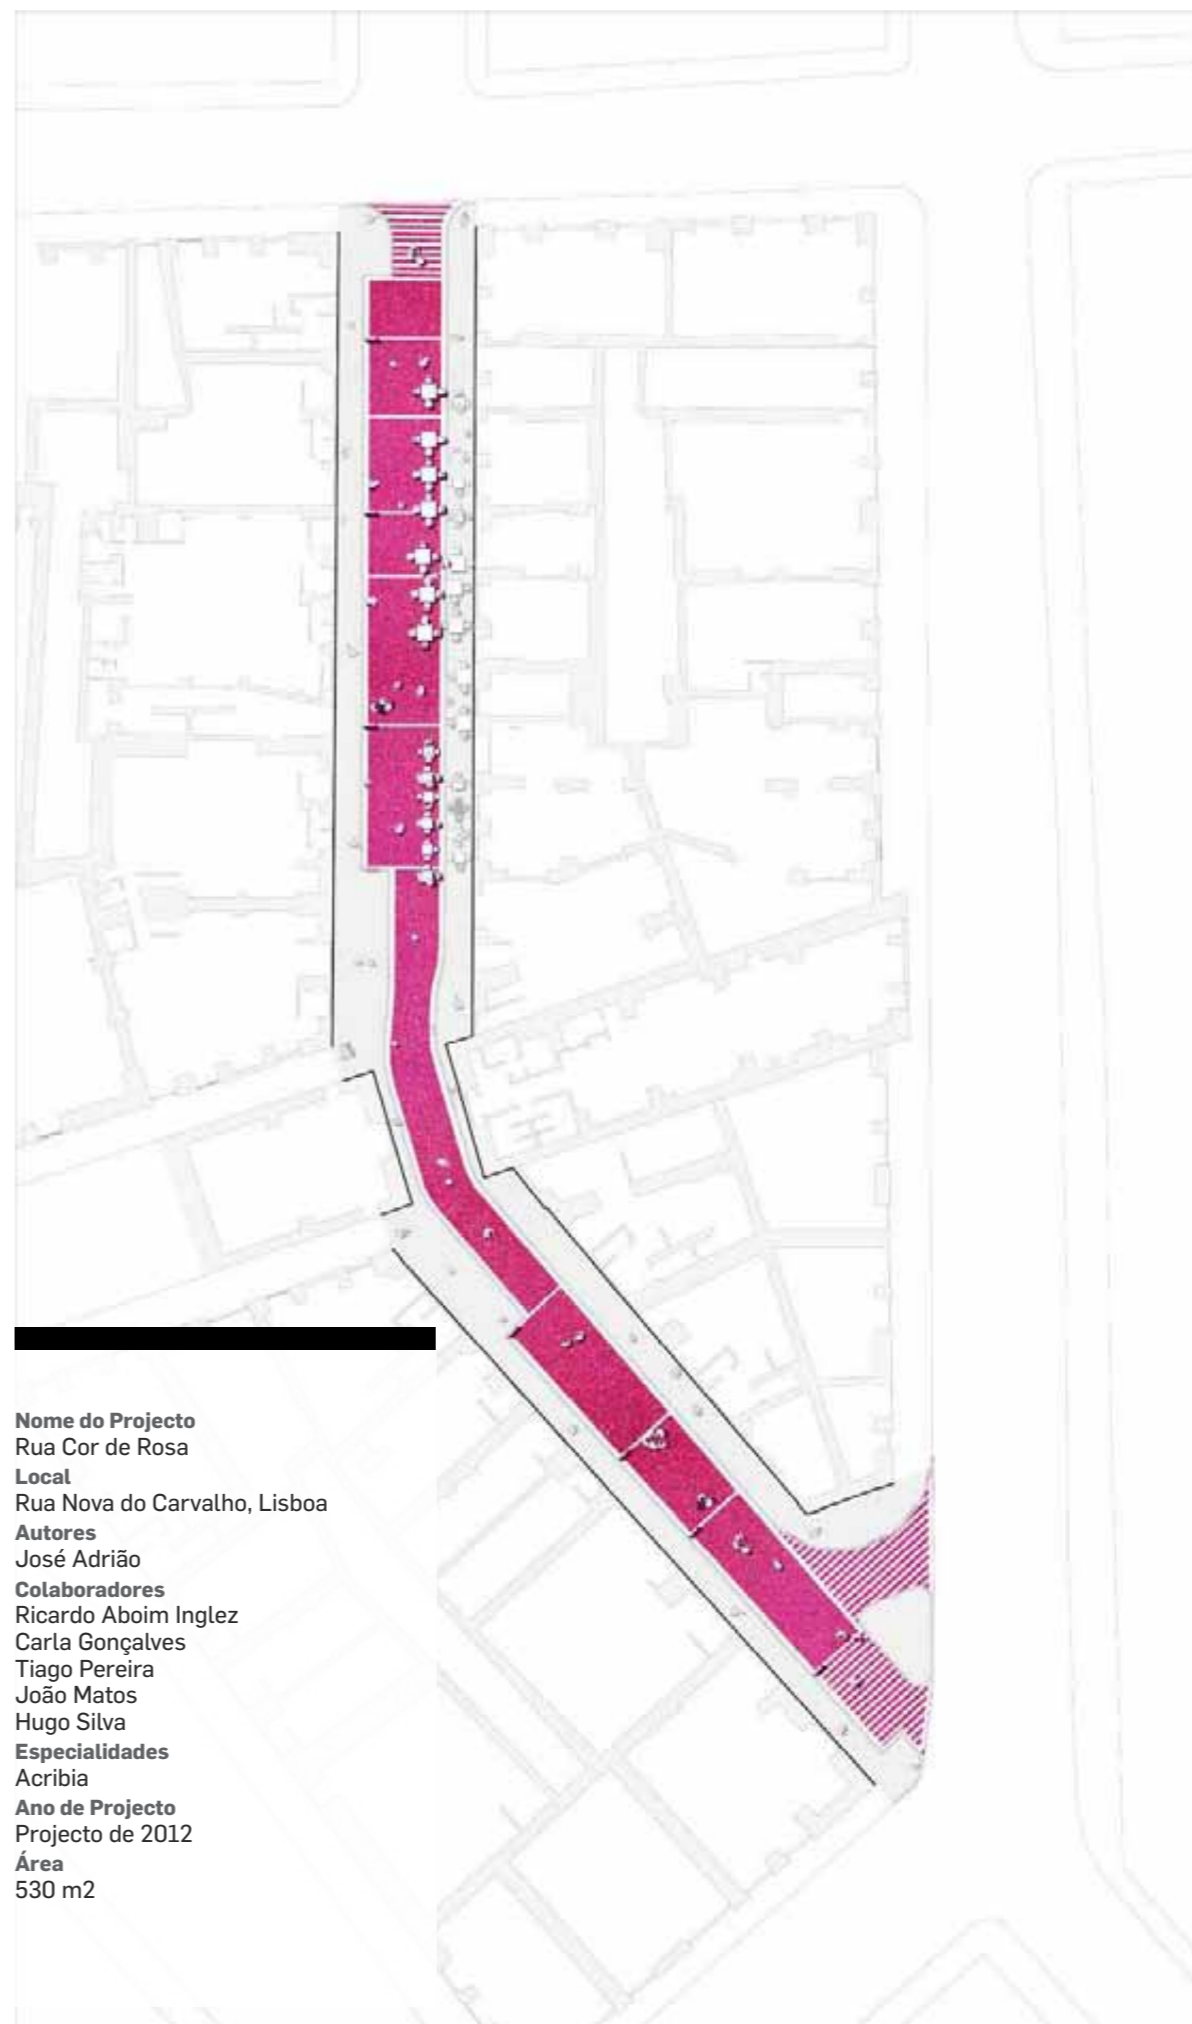 Nome do Projecto
Rua Cor de Rosa
Local
Rua Nova do Carvalho, Lisboa
Autores
José Adrião
Colaboradores
Ricardo Aboim Inglez
Carla Gonçalves
Tiago Pereira
João Matos
Hugo Silva
Especialidades
Acribia
Ano de Projecto
Projecto de 2012
Área
530 m2